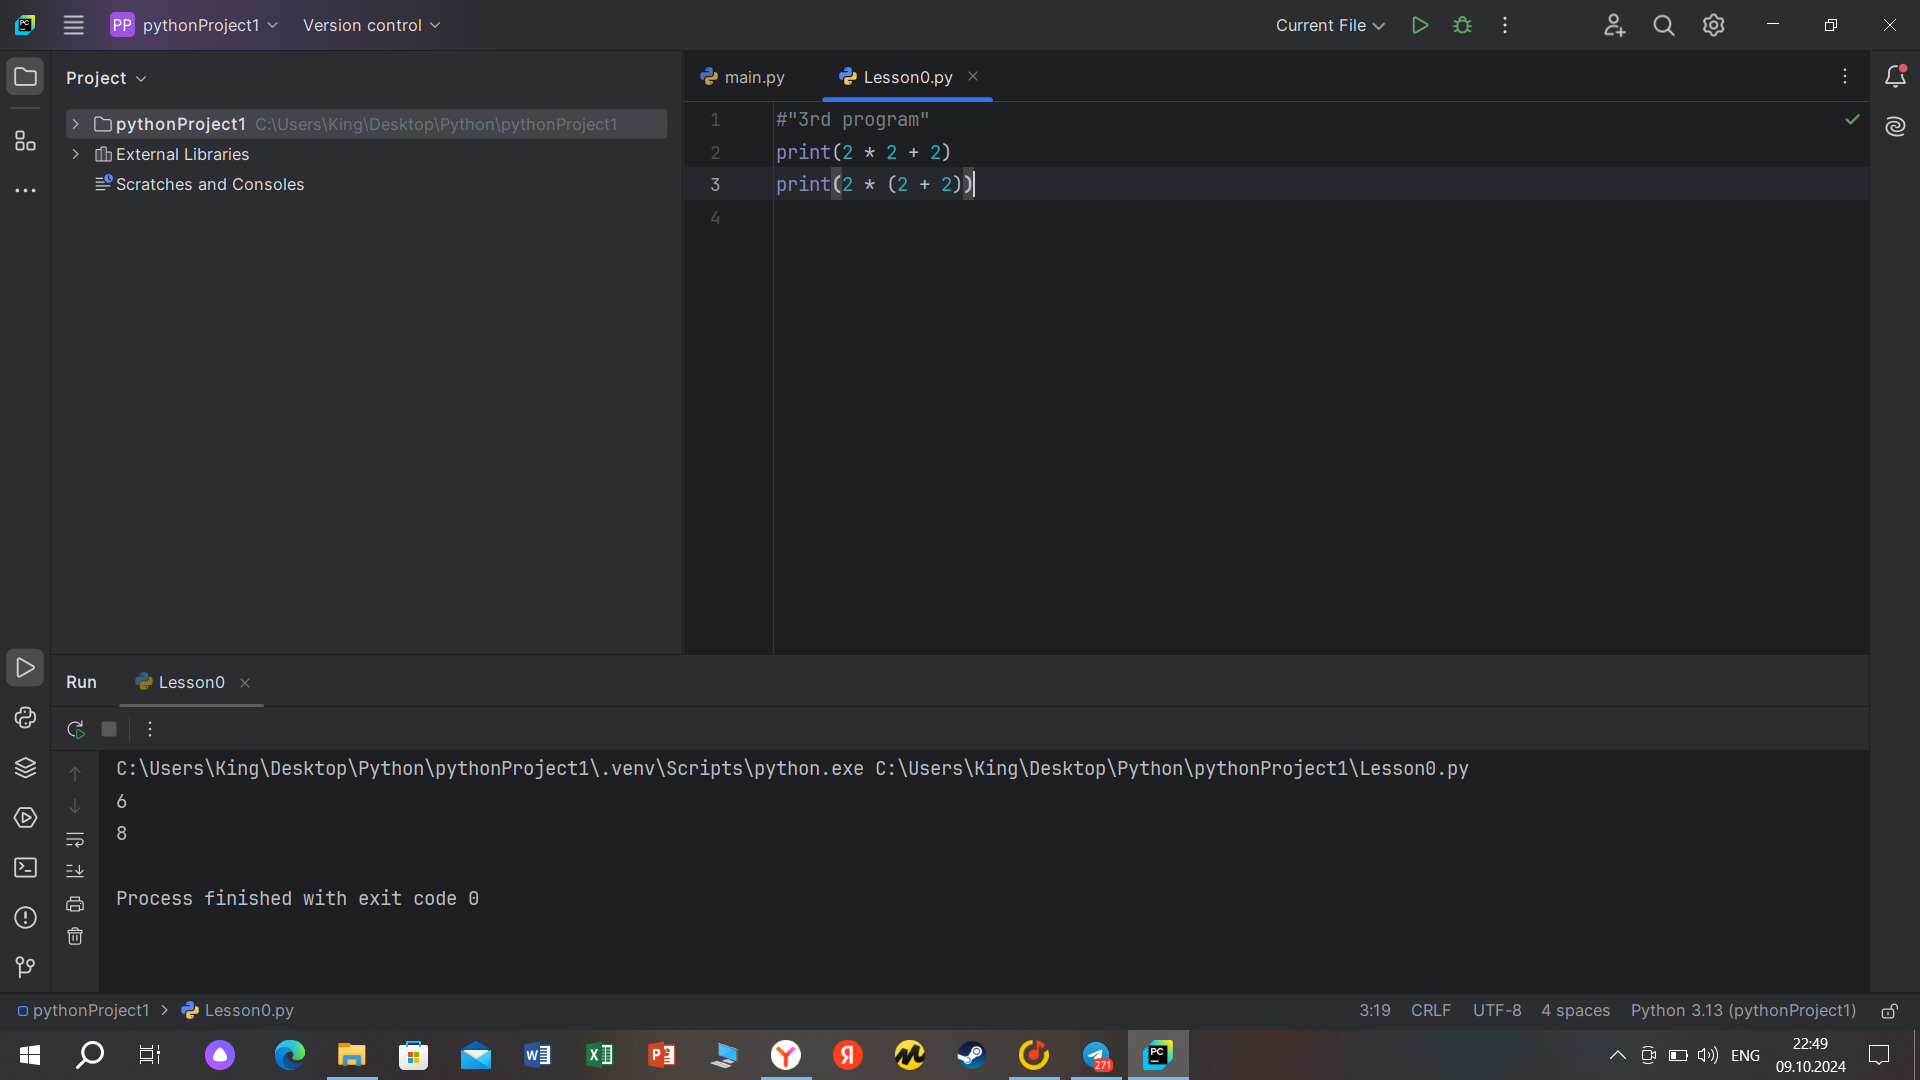 PP pythonProject1 Version control Current File
Project
main.py Lesson0.py
pythonProject1 C:\Users\King\Desktop\Python\pythonProject1
External Libraries
Scratches and Consoles
1 #"3rd program"
2 print(2 * 2 + 2)
3 print(2 * (2 + 2))
4
Run Lesson0
C:\Users\King\Desktop\Python\pythonProject1\.venv\Scripts\python.exe C:\Users\King\Desktop\Python\pythonProject1\Lesson0.py
6
8
Process finished with exit code 0
pythonProject1 Lesson0.py 3:19 CRLF UTF-8 4 spaces Python 3.13 (pythonProject1)
271
ENG
22:49
09.10.2024